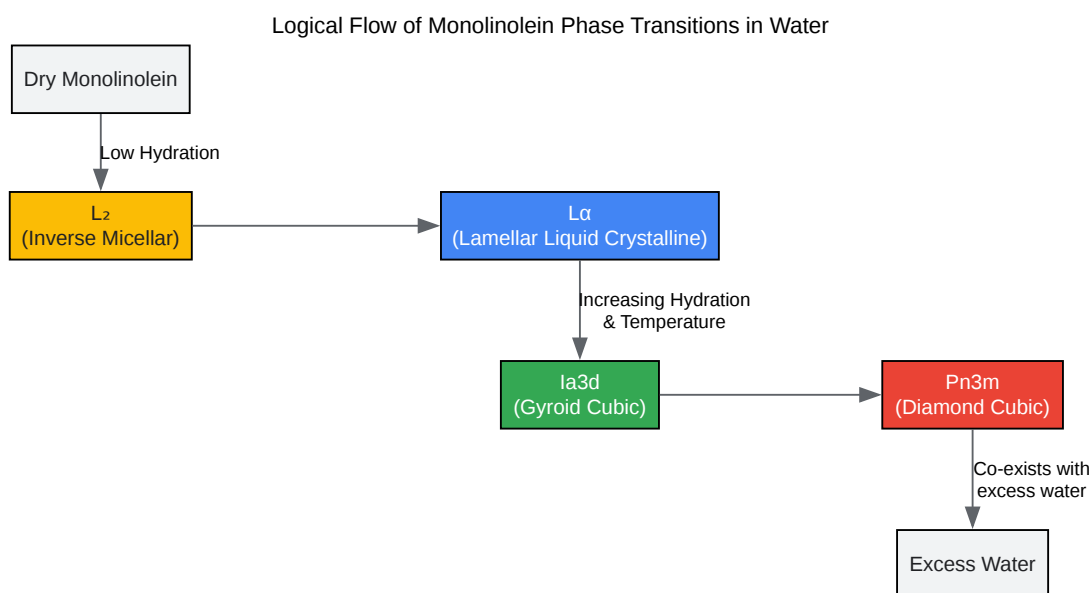 Logical Flow of Monolinolein Phase Transitions in Water
Dry Monolinolein
Low Hydration
L₂
(Inverse Micellar)
Lα
(Lamellar Liquid Crystalline)
Increasing Hydration
& Temperature
Ia3d
(Gyroid Cubic)
Pn3m
(Diamond Cubic)
Co-exists with
excess water
Excess Water